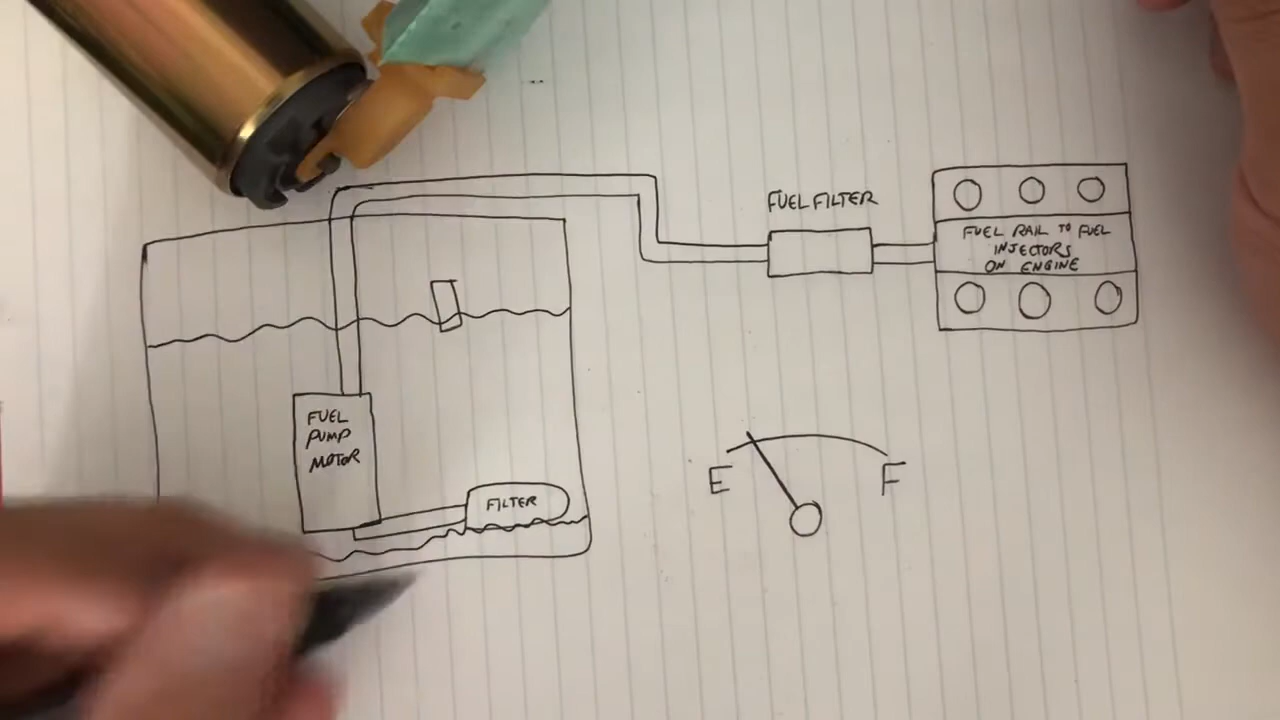 FUEL FILTER
FUEL RAIL TO FUEL
INJECTORS
ON ENGINE
FUEL
PUMP
MOTOR
FILTER
E
F